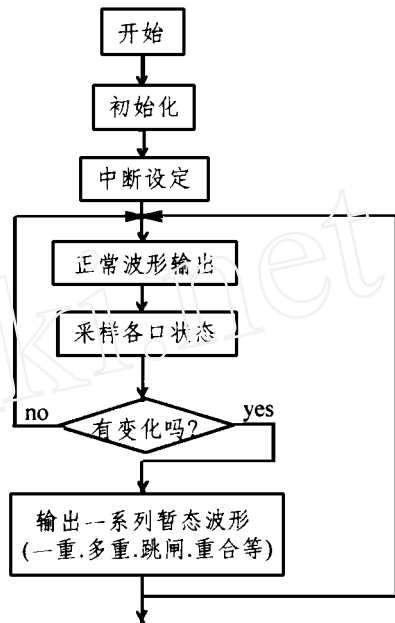 开始
初始化
中断设定
正常波形输出
采样各口状态
no
有变化吗?
yes
输出一系列暂态波形
(一重.多重.跳闸.重合等)
ki.net